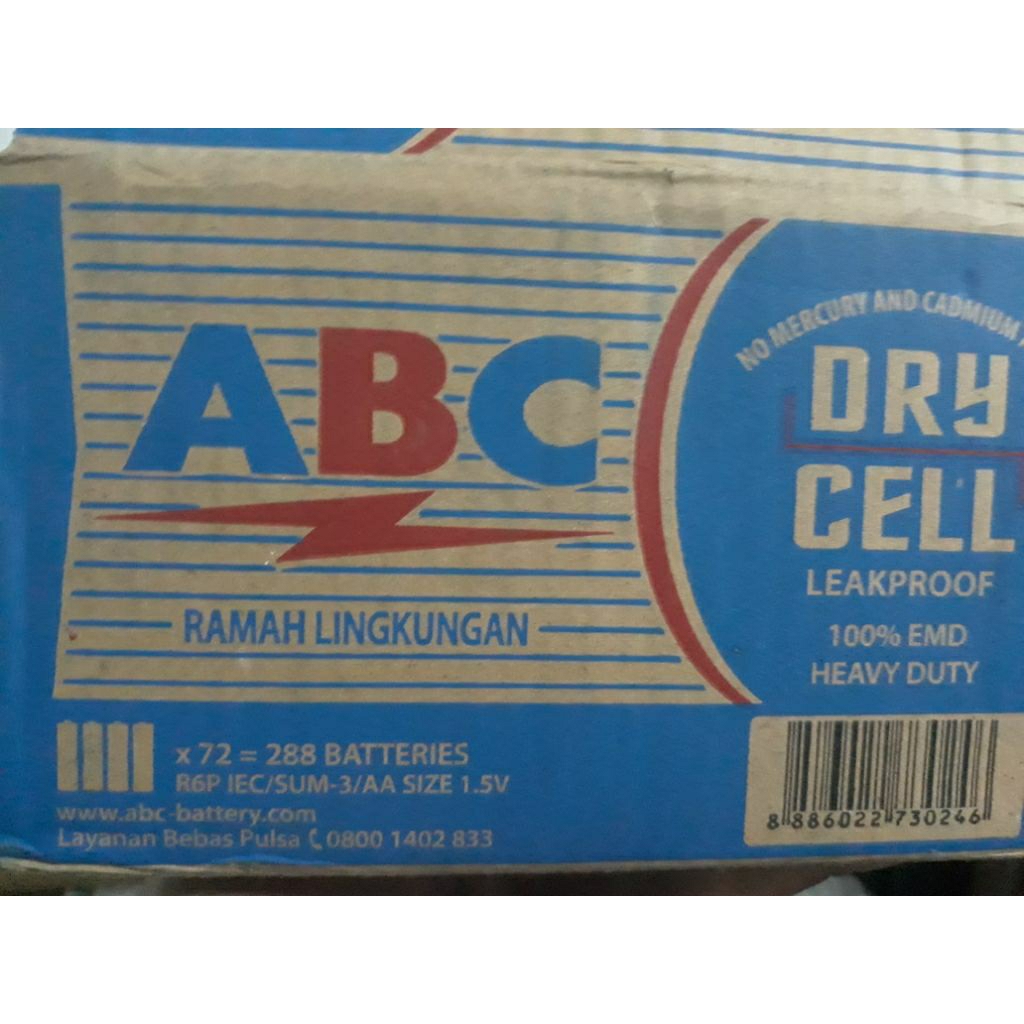 ABC
RAMAH LINGKUNGAN
NO MERCURY AND CADMIUM
DRY
CELL
LEAKPROOF
100% EMD
HEAVY DUTY
x 72 = 288 BATTERIES
R6P IEC/SUM-3/AA SIZE 1.5V
www.abc-battery.com
Layanan Bebas Pulsa 0800 1402 833
8 886022 730246